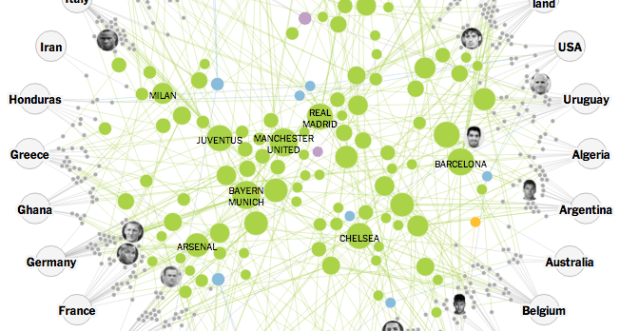 Italy
land
Iran
USA
Honduras
MILAN
REAL
MADRID
Uruguay
JUVENTUS
MANCHESTER
UNITED
Greece
BARCELONA
Algeria
BAYERN
MUNICH
Ghana
Argentina
ARSENAL
CHELSEA
Germany
Australia
France
Belgium